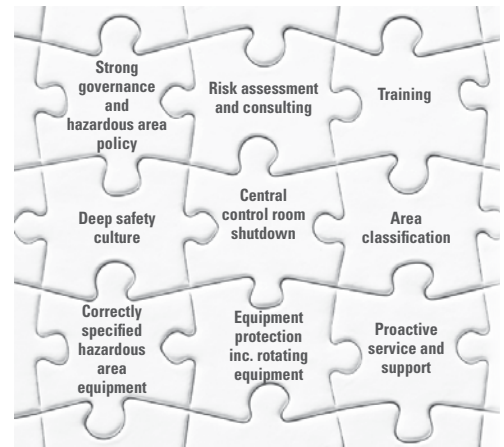 Strong
governance
and
hazardous area
policy
Risk assessment
and consulting
Training
Deep safety
culture
Central
control room
shutdown
Area
classification
Correctly
specified
hazardous
area
equipment
Equipment
protection
inc. rotating
equipment
Proactive
service and
support